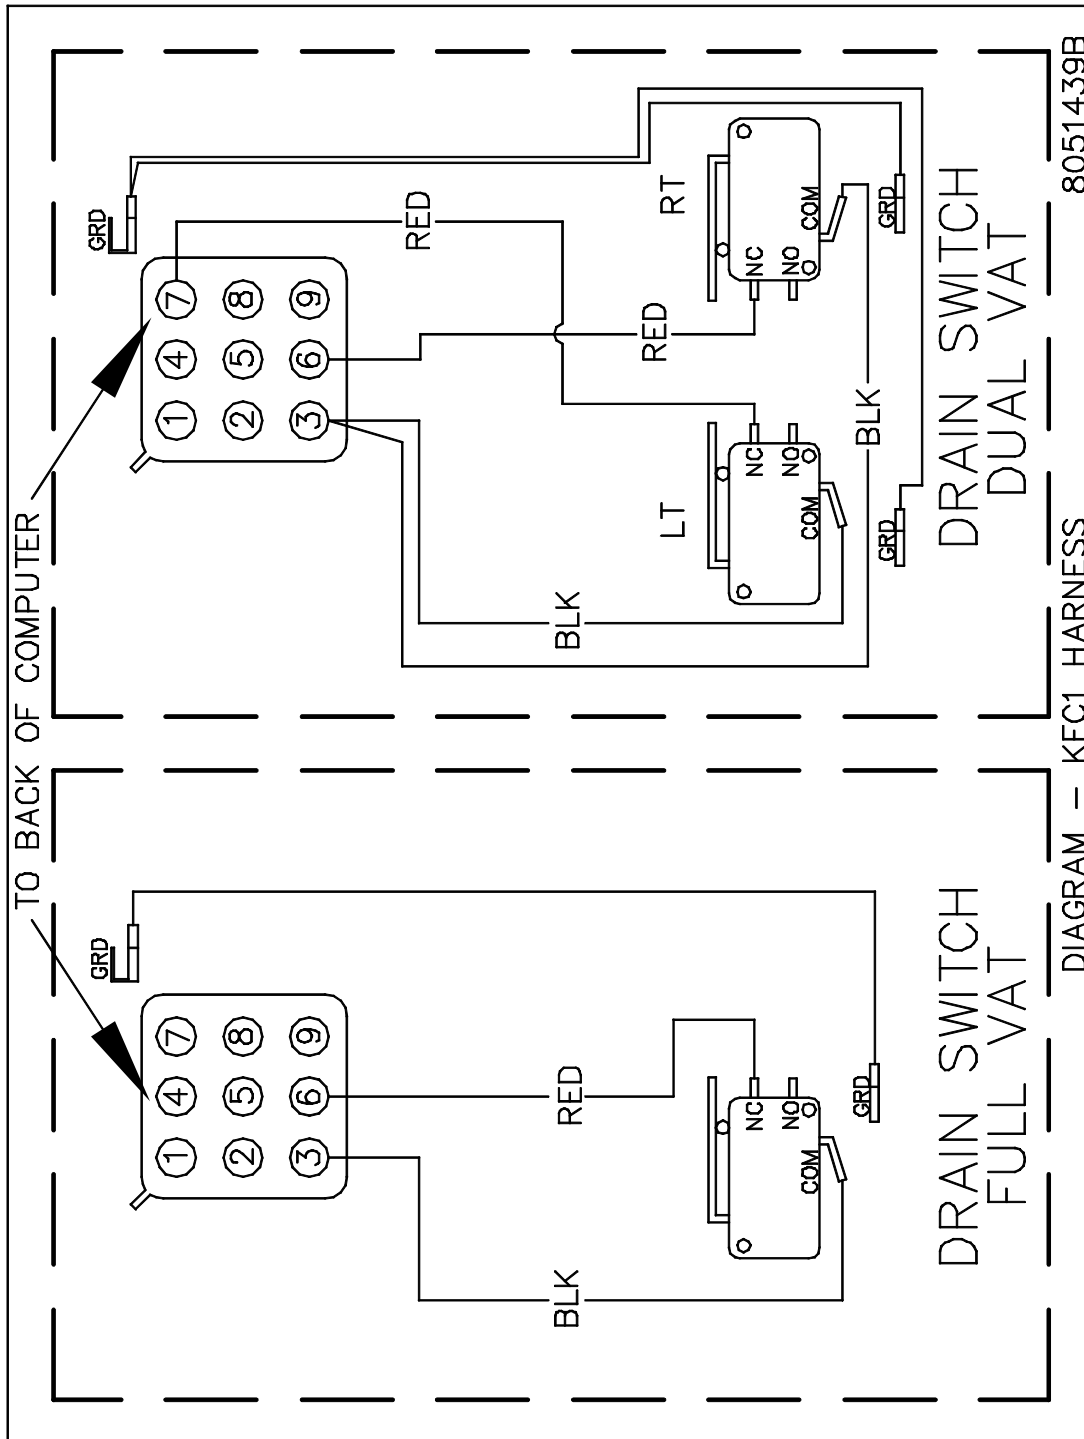 TO BACK OF COMPUTER
GRD
7 8 9
4 5 6
1 2 3
RED
BLK
NC
NO
COM
GRD
DRAIN SWITCH
FULL VAT
GRD
7 8 9
4 5 6
1 2 3
RED
RED
BLK
BLK
LT
NC
NO
COM
GRD
RT
NC
NO
COM
GRD
DRAIN SWITCH
DUAL VAT
DIAGRAM – KFC1 HARNESS
8051439B